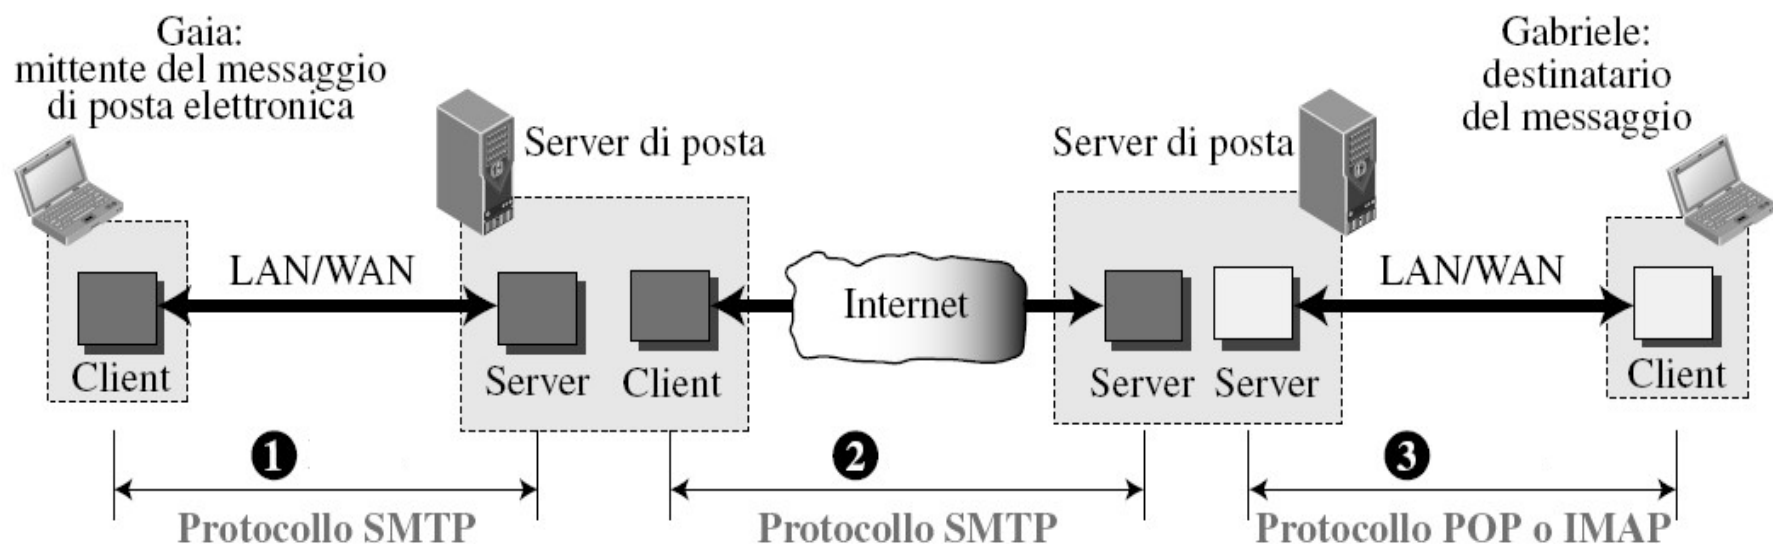 Gaia:
mittente del messaggio
di posta elettronica
Server di posta
Server di posta
Gabriele:
destinatario
del messaggio
LAN/WAN
Internet
LAN/WAN
Client
Server
Client
Server
Server
Client
1
2
3
Protocollo SMTP
Protocollo SMTP
Protocollo POP o IMAP